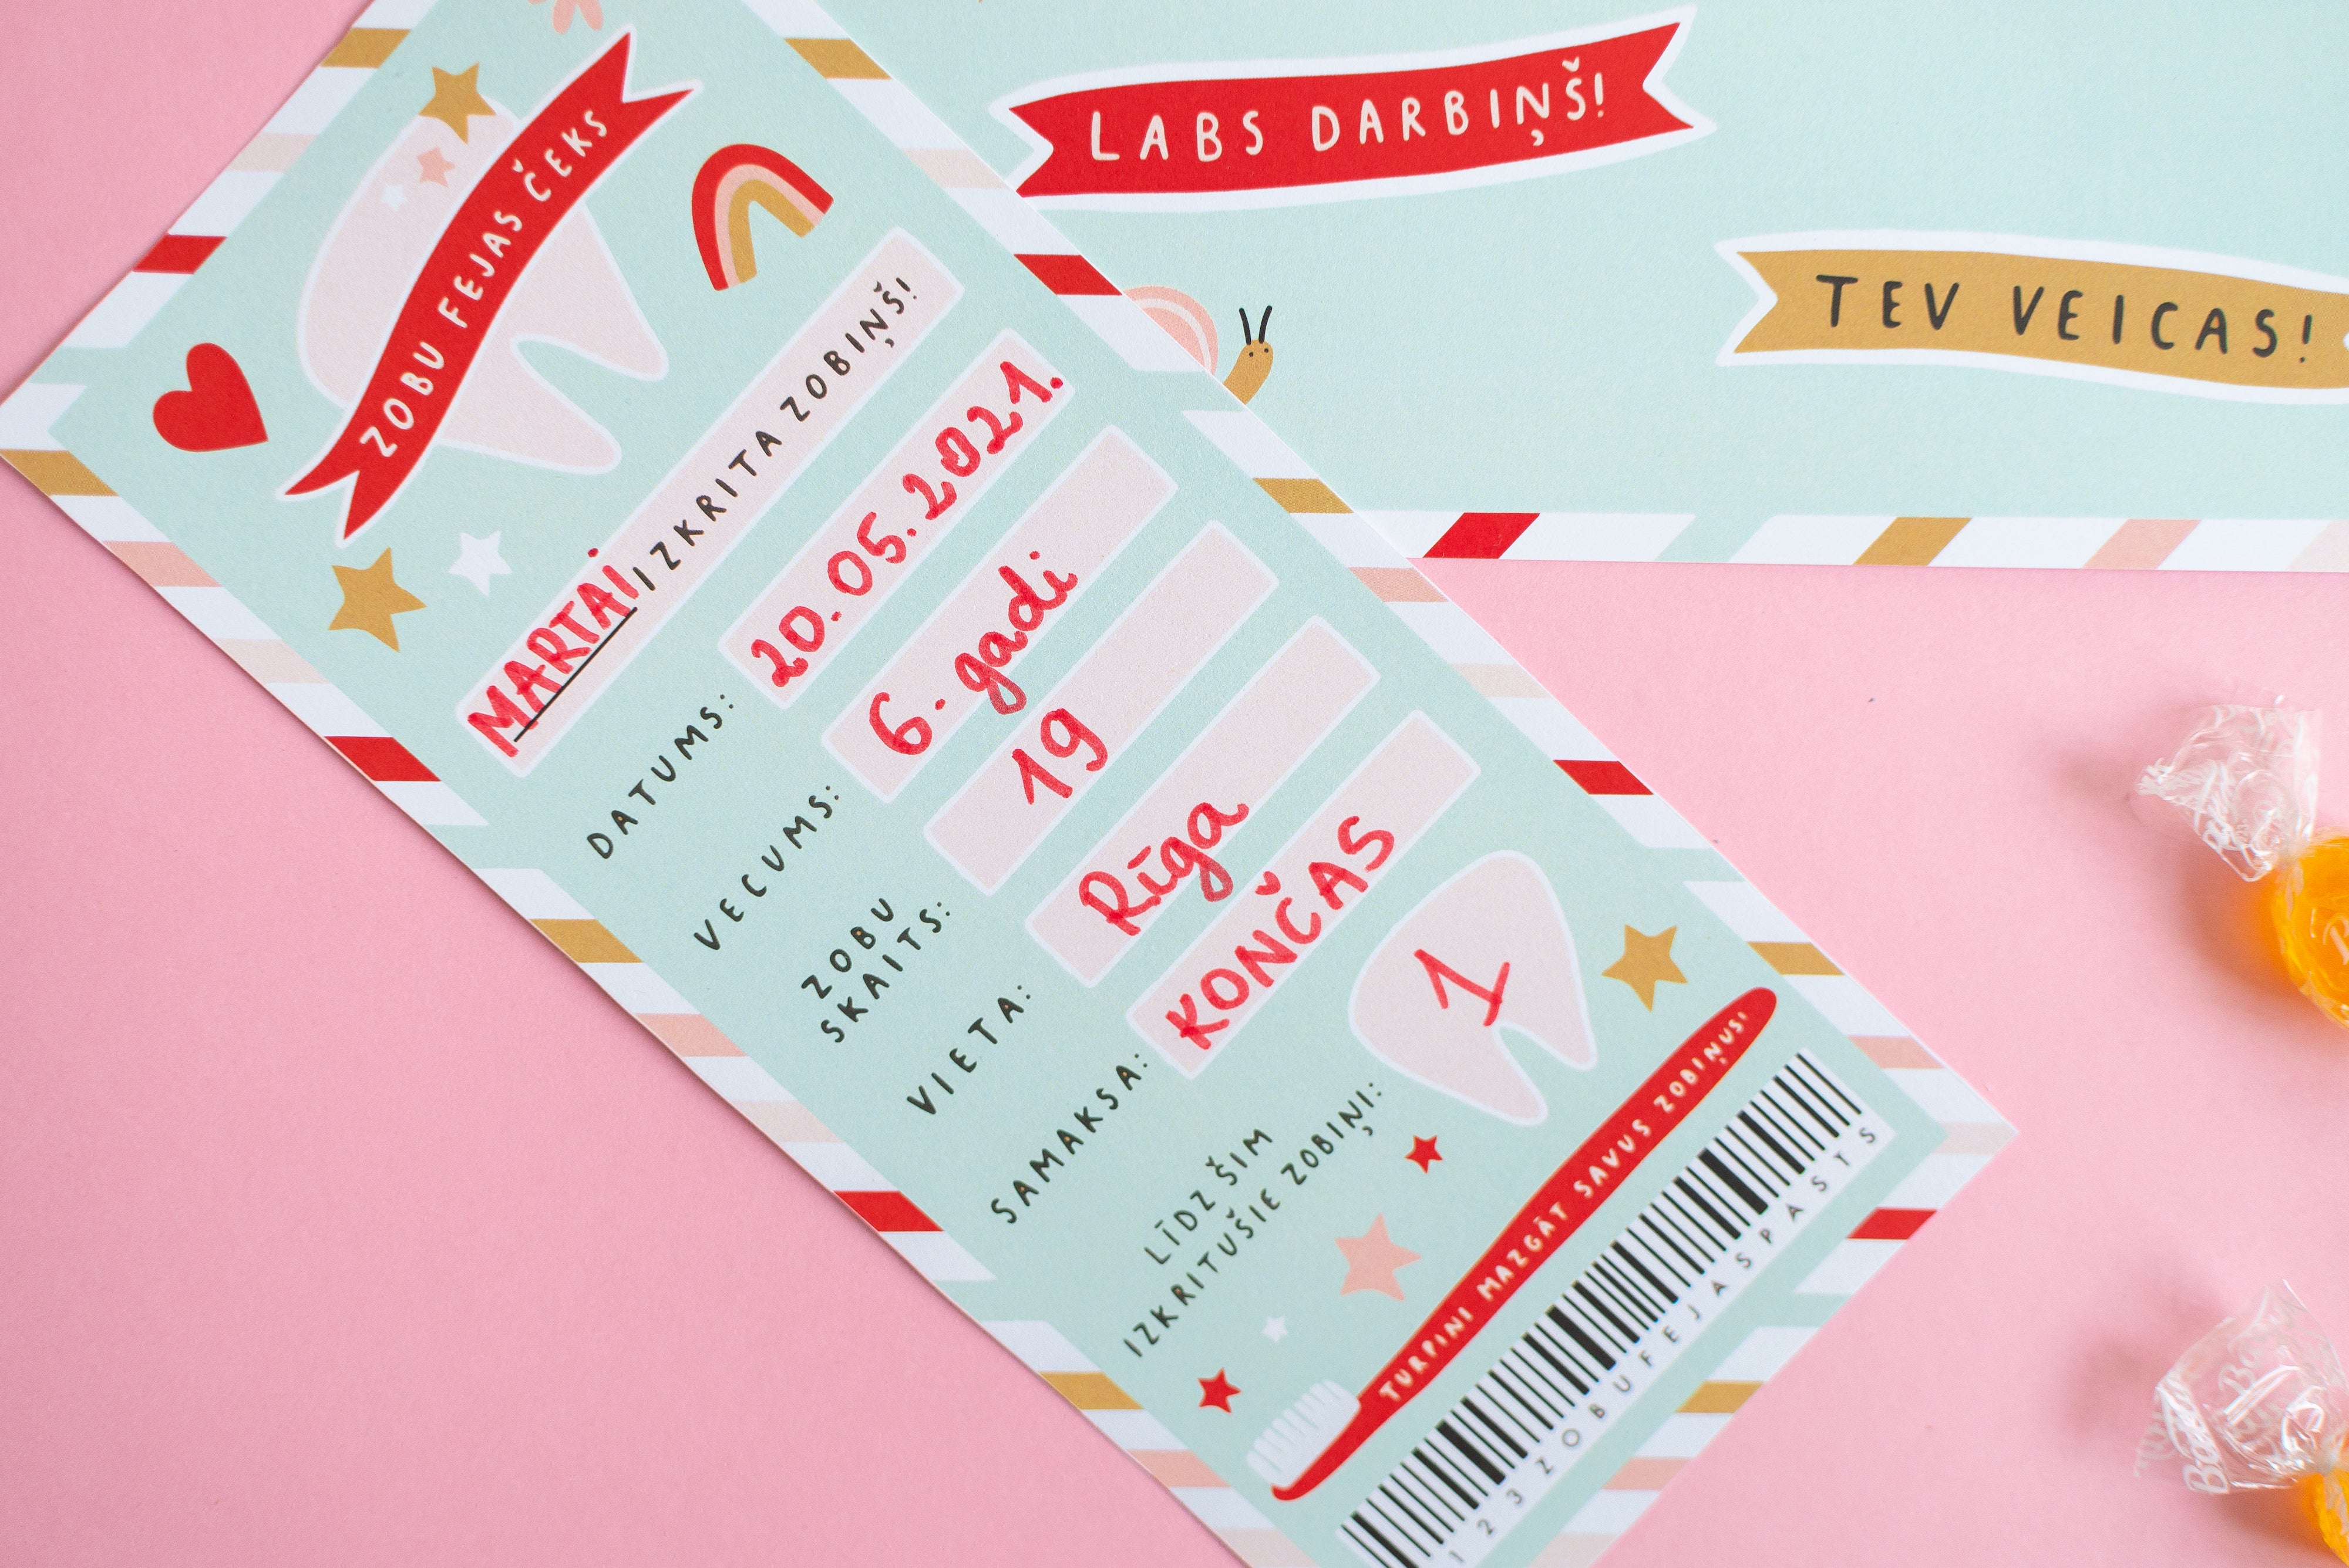 ZOBU FEJAS ČEKS
MARTAI IZKRITA ZOBIŅŠ!
DATUMS: 20.05.2021.
VECUMS: 6. gadi
ZOBU
SKAITS: 19
VIETA: Rīga
SAMAKSA: KONČAS
LĪDZ ŠIM
IZKRITUŠIE ZOBIŅI: 1
TURPINI MAZGĀT SAVUS ZOBIŅUS!
123ZOBUFEJASPASTS
LABS DARBIŅŠ!
TEV VEICAS!